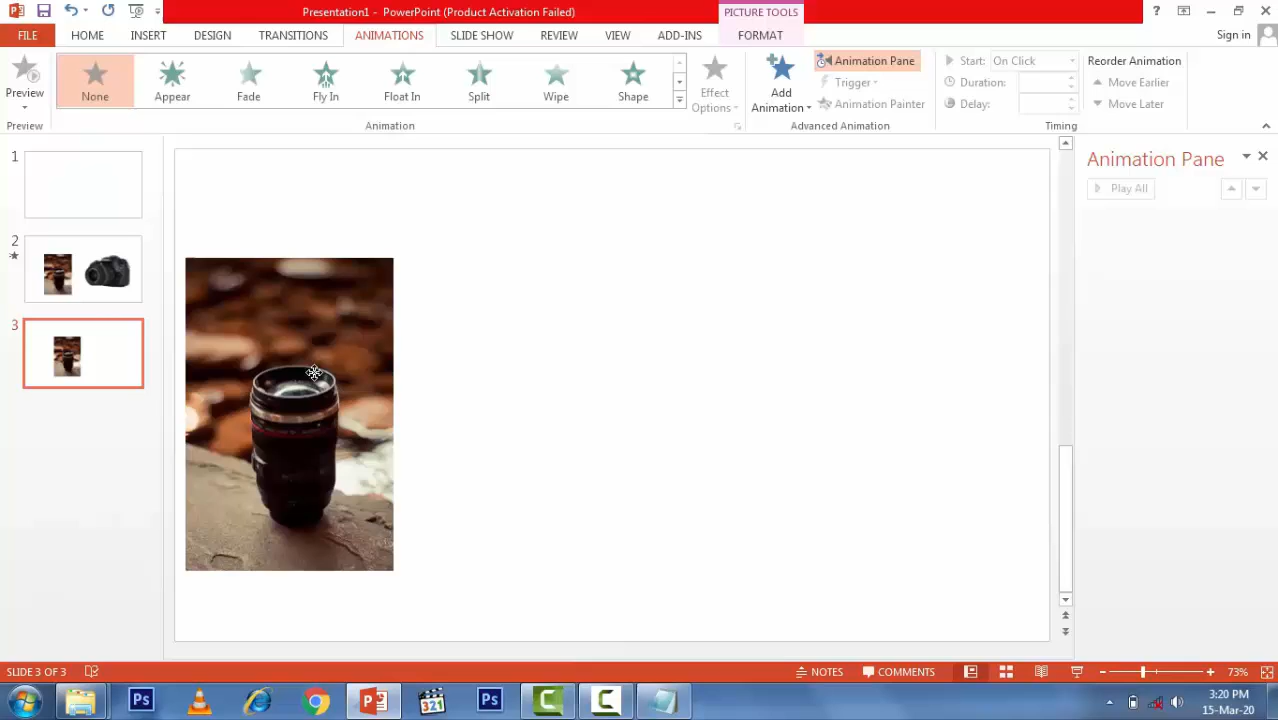 Presentation1 - PowerPoint (Product Activation Failed)
PICTURE TOOLS
?
FILE
HOME
INSERT
DESIGN
TRANSITIONS
ANIMATIONS
SLIDE SHOW
REVIEW
VIEW
ADD-INS
FORMAT
Sign in
Preview
None
Appear
Fade
Fly In
Float In
Split
Wipe
Shape
Effect
Options
Add
Animation
Animation Pane
Trigger
Animation Painter
Start: On Click
Duration:
Delay:
Reorder Animation
Move Earlier
Move Later
Preview
Animation
Advanced Animation
Timing
1
2
3
Animation Pane
Play All
SLIDE 3 OF 3
NOTES
COMMENTS
73%
Ps
321
Ps
3:20 PM
15-Mar-20